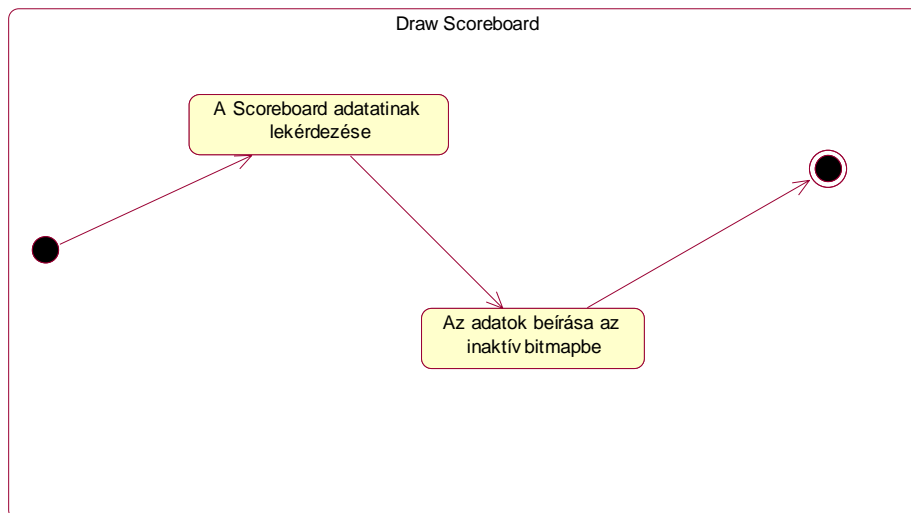 Draw Scoreboard
A Scoreboard adatatinak
lekérdezése
Az adatok beírása az
inaktív bitmapbe